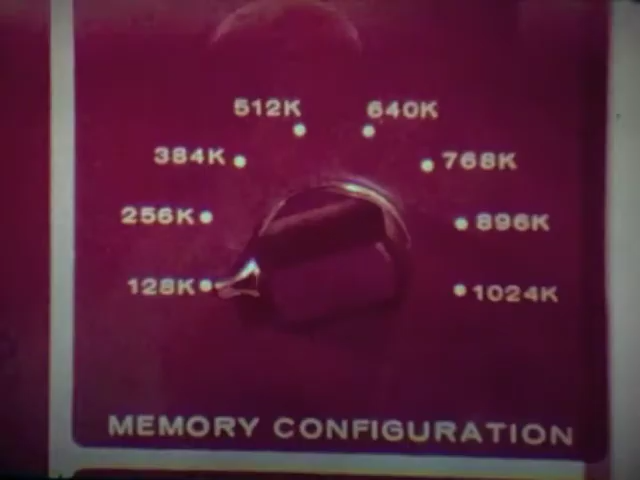 512K
640K
384K
768K
256K
896K
128K
1024K
MEMORY CONFIGURATION